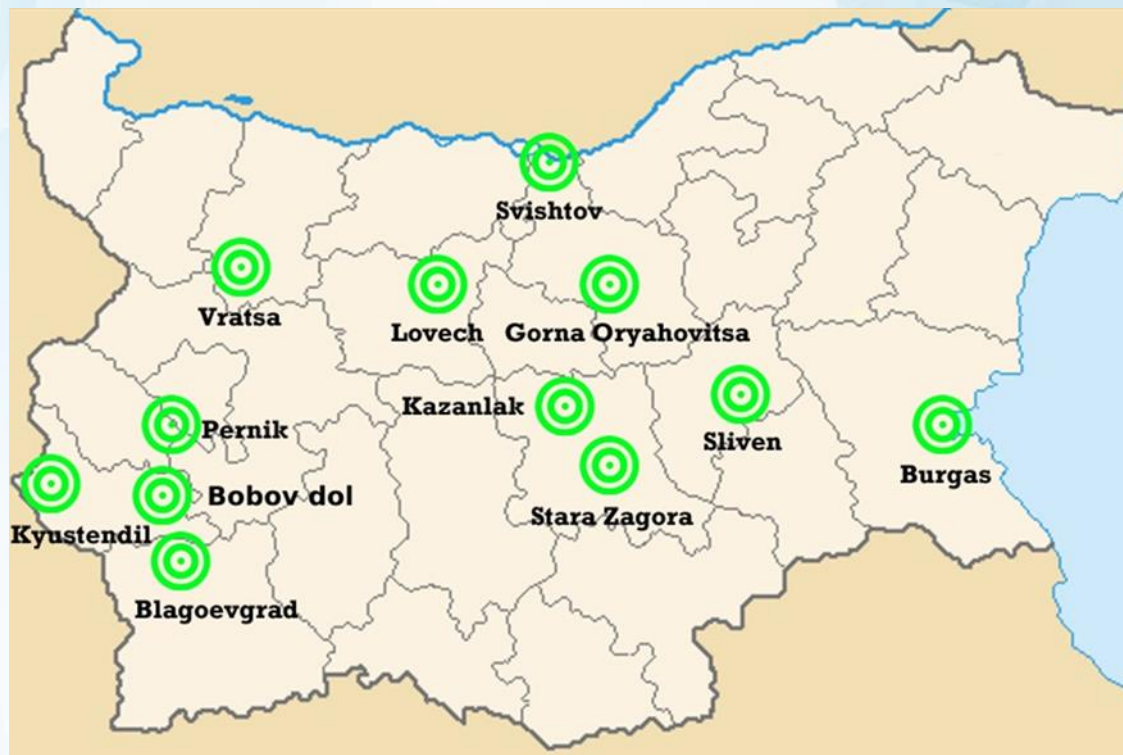 Svishtov
Vratsa
Lovech
Gorna Oryahovitsa
Kazanlak
Pernik
Sliven
Burgas
Bobov dol
Stara Zagora
Kyustendil
Blagoevgrad